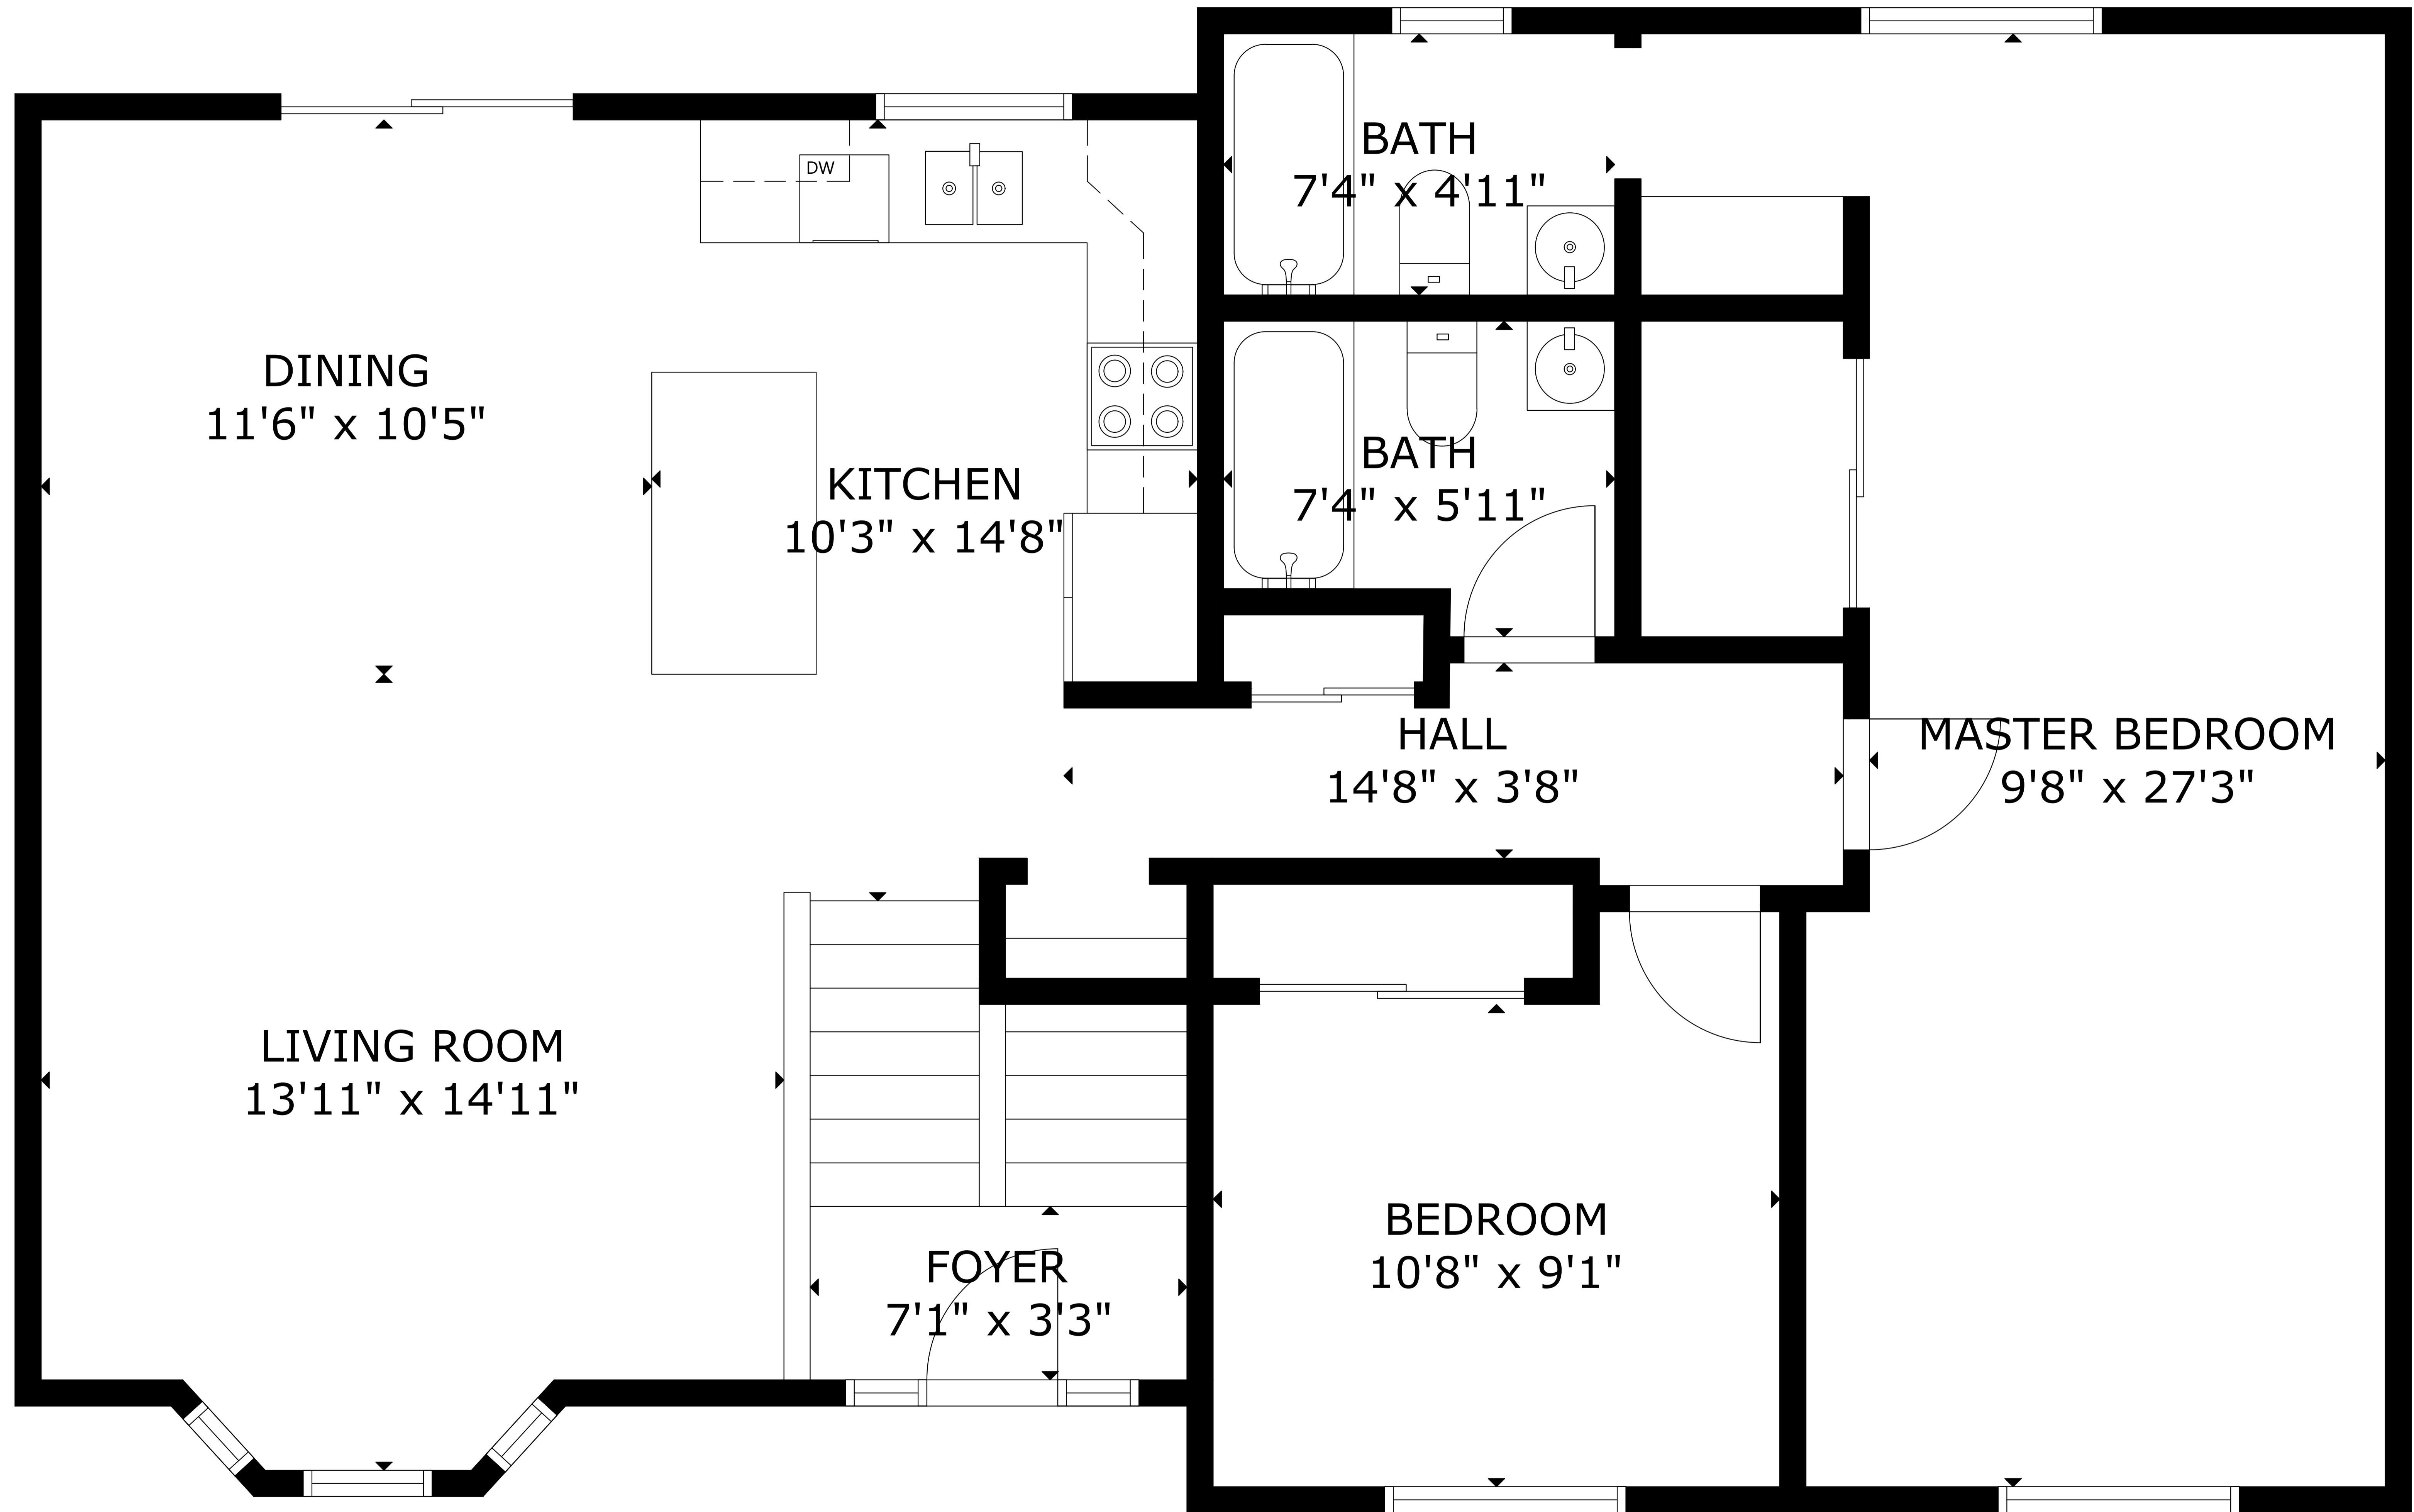 BATH
7'4" x 4'11"
DW
DINING
11'6" x 10'5"
KITCHEN
10'3" x 14'8"
BATH
7'4" x 5'11"
HALL
14'8" x 3'8"
MASTER BEDROOM
9'8" x 27'3"
LIVING ROOM
13'11" x 14'11"
BEDROOM
10'8" x 9'1"
FOYER
7'1" x 3'3"